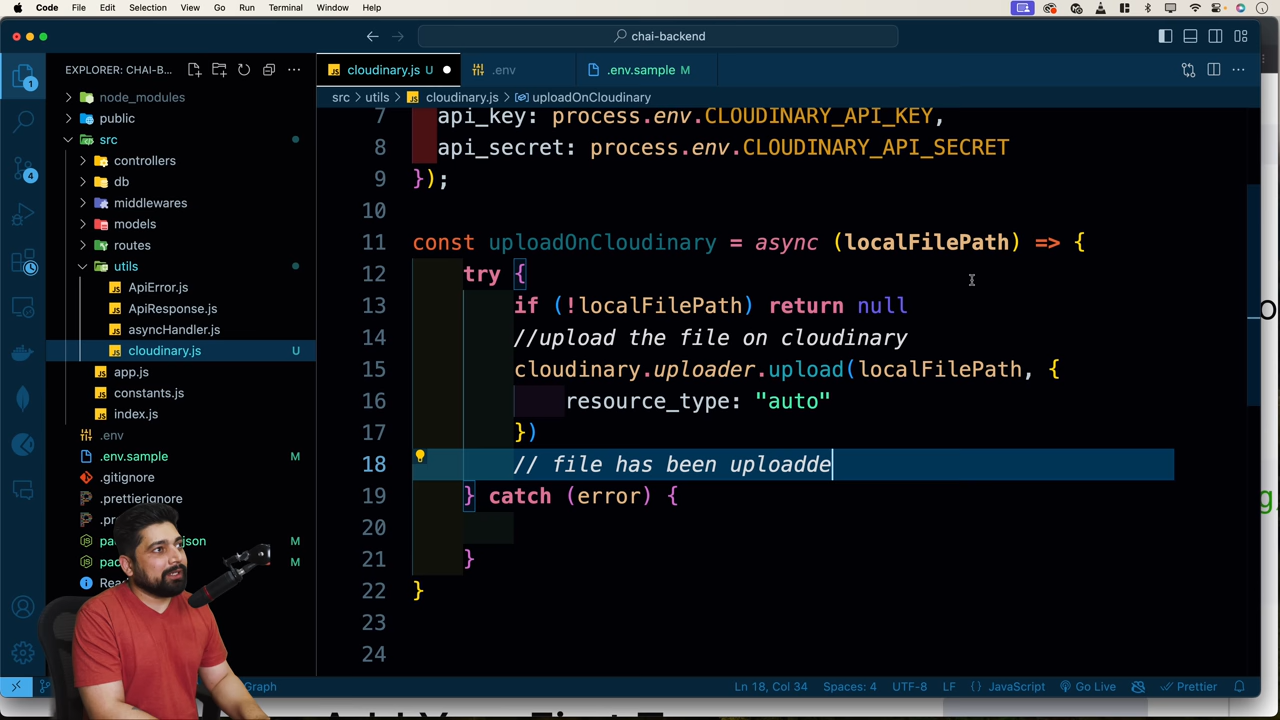 Code File Edit Selection View Go Run Terminal Window Help
chai-backend
EXPLORER: CHAI-B...
cloudinary.js U
.env
.env.sample M
src > utils > cloudinary.js > uploadOnCloudinary
node_modules
public
src
controllers
db
middlewares
models
routes
utils
ApiError.js
ApiResponse.js
asyncHandler.js
cloudinary.js U
app.js
constants.js
index.js
.env
.env.sample M
.gitignore
.prettierignore
M
M
7 api_key: process.env.CLOUDINARY_API_KEY,
8 api_secret: process.env.CLOUDINARY_API_SECRET
9 });
10
11 const uploadOnCloudinary = async (localFilePath) => {
12 try {
13 if (!localFilePath) return null
14 //upload the file on cloudinary
15 cloudinary.uploader.upload(localFilePath, {
16 resource_type: "auto"
17 })
18 // file has been uploadde
19 } catch (error) {
20
21 }
22 }
23
24
Ln 18, Col 34 Spaces: 4 UTF-8 LF {} JavaScript Go Live Prettier